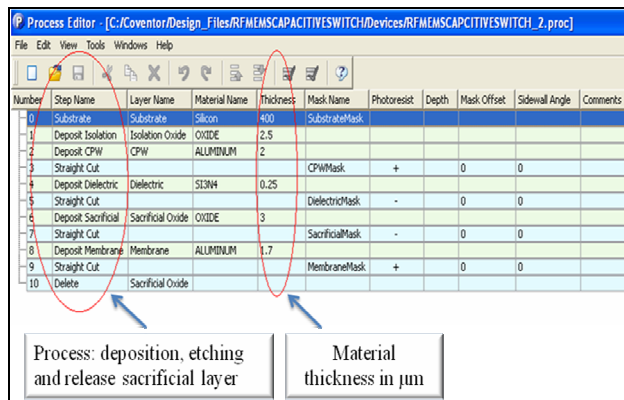 Process Editor - [C:/Coventor/Design_Files/RFMEMSCAPACITIVESWITCH/Devices/RFMEMSCAPCITIVESWITCH_2.proc]
File Edit View Tools Windows Help
Number Step Name Layer Name Material Name Thickness Mask Name Photoresist Depth Mask Offset Sidewall Angle Comments
0 Substrate Substrate Silicon 400 SubstrateMask
1 Deposit Isolation Isolation Oxide OXIDE 2.5
2 Deposit CPW CPW ALUMINUM 2
3 Straight Cut CPWMask + 0 0
4 Deposit Dielectric Dielectric SI3N4 0.25
5 Straight Cut DielectricMask - 0 0
6 Deposit Sacrificial Sacrificial Oxide OXIDE 3
7 Straight Cut SacrificialMask - 0 0
8 Deposit Membrane Membrane ALUMINUM 1.7
9 Straight Cut MembraneMask + 0 0
10 Delete Sacrificial Oxide
Process: deposition, etching
and release sacrificial layer
Material
thickness in μm